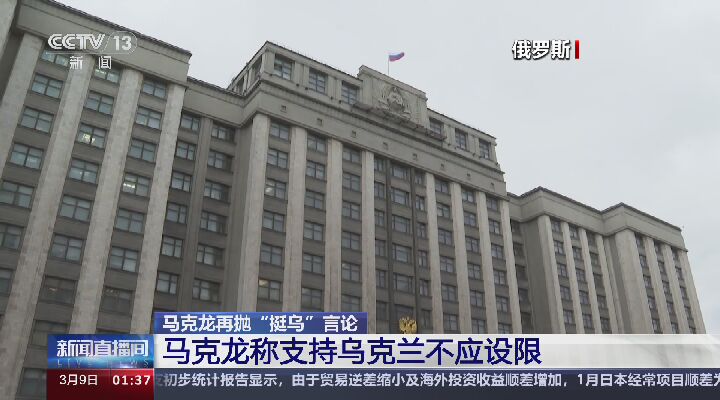 CCTV 13
新闻
俄罗斯
马克龙再抛“挺乌”言论
新闻直播间
马克龙称支持乌克兰不应设限
3月9日 01:37
初步统计报告显示，由于贸易逆差缩小及海外投资收益顺差增加，1月日本经常项目顺差为